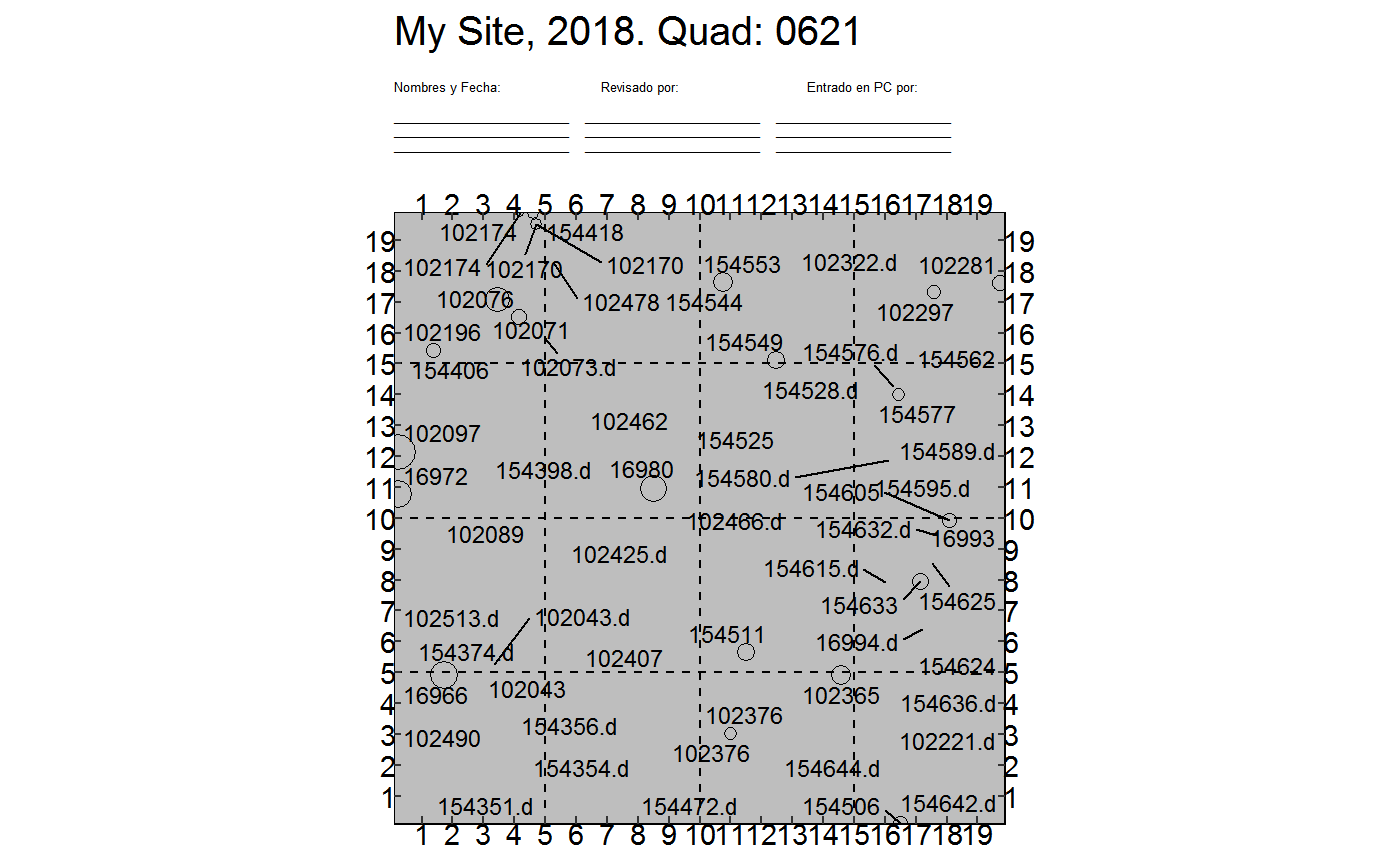 My Site, 2018. Quad: 0621
Nombres y Fecha: Revisado por: Entrado en PC por:
1 2 3 4 5 6 7 8 9 10 11 12 13 14 15 16 17 18 19
19 102174 154418 19
18 102174 102170 102170 154553 102322.d 102281 18
17 102076 102478 154544 102297 17
16 102196 102071 154549 16
15 154406 102073.d 154576.d 154562 15
14 154528.d 154577 14
13 102097 102462 154525 13
12 154589.d 12
11 16972 154398.d 16980 154580.d 154605 154595.d 11
10 102466.d 154632.d 10
9 102089 102425.d 16993 9
8 154615.d 8
7 102513.d 102043.d 154633 154625 7
6 154374.d 102407 154511 16994.d 6
5 154624 5
4 16966 102043 102365 154636.d 4
3 102490 154356.d 102376 102221.d 3
2 154354.d 102376 154644.d 2
1 154351.d 154472.d 154506 154642.d 1
1 2 3 4 5 6 7 8 9 10 11 12 13 14 15 16 17 18 19